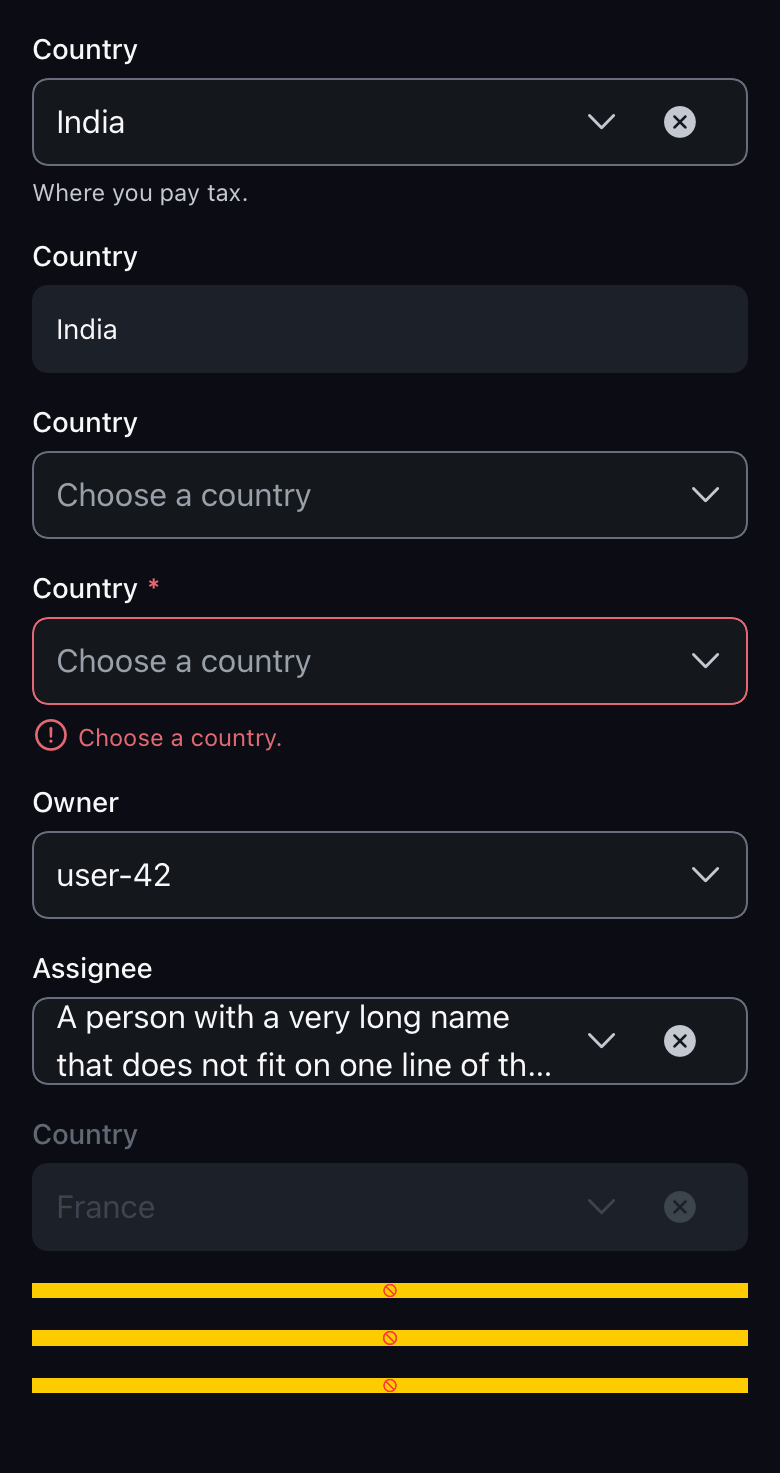 Country
India
Where you pay tax.
Country
India
Country
Choose a country
Country *
Choose a country
Choose a country.
Owner
user-42
Assignee
A person with a very long name
that does not fit on one line of th...
Country
France